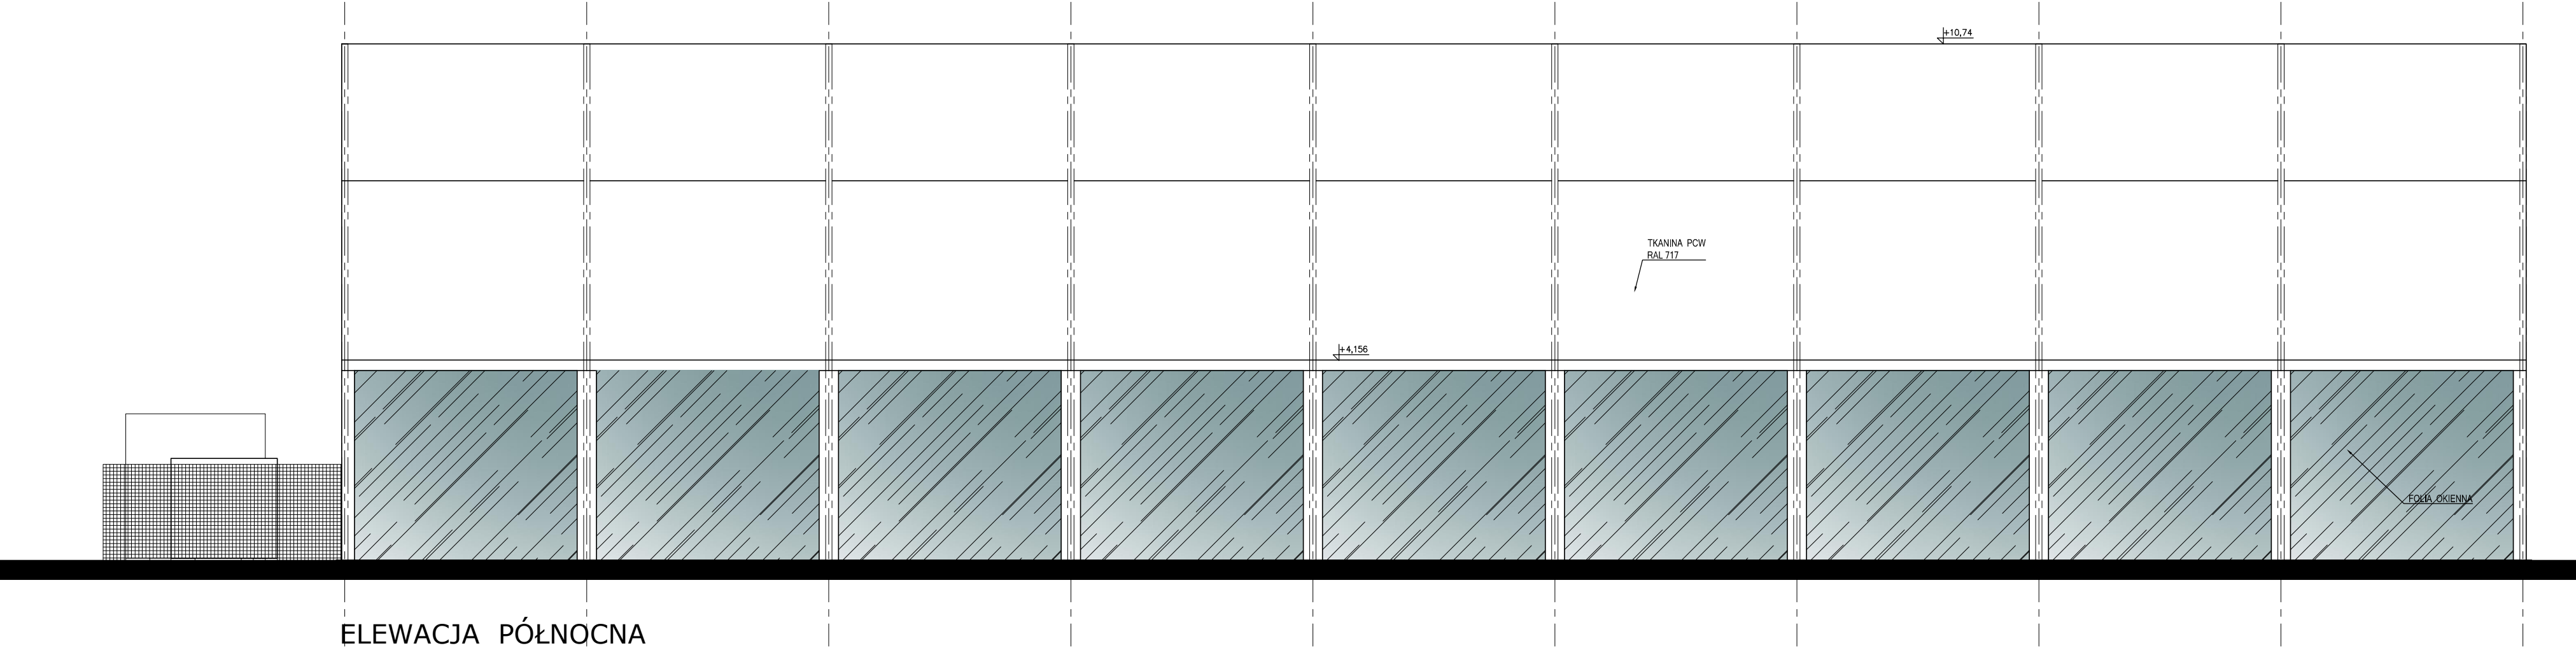 +10,74
TKANINA PCW
RAL 717
+4,156
FOLIA OKIENNA
ELEWACJA PÓŁNOCNA